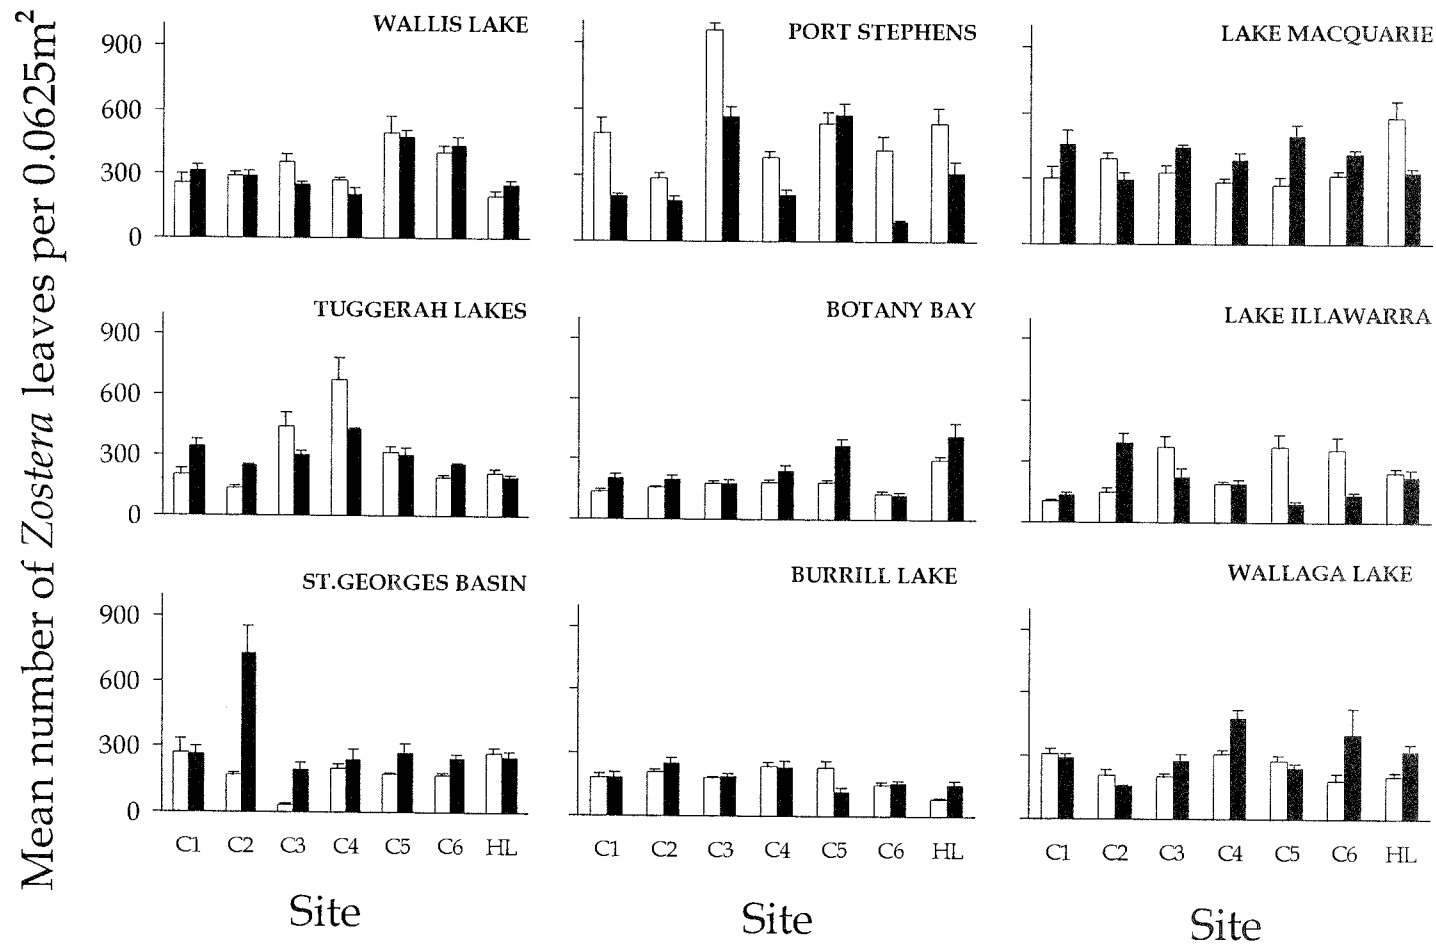 Mean number of Zostera leaves per 0.0625m²
WALLIS LAKE
900
600
300
0
PORT STEPHENS
LAKE MACQUARIE
TUGGERAH LAKES
900
600
300
0
BOTANY BAY
LAKE ILLAWARRA
ST.GEORGES BASIN
900
600
300
0
C1 C2 C3 C4 C5 C6 HL
Site
BURRILL LAKE
C1 C2 C3 C4 C5 C6 HL
Site
WALLAGA LAKE
C1 C2 C3 C4 C5 C6 HL
Site